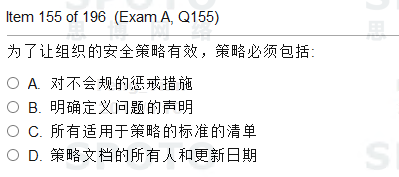 Item 155 of 196 (Exam A, Q155)
为了让组织的安全策略有效，策略必须包括:
A. 对不会规的惩戒措施
B. 明确定义问题的声明
C. 所有适用于策略的标准的清单
D. 策略文档的所有人和更新日期